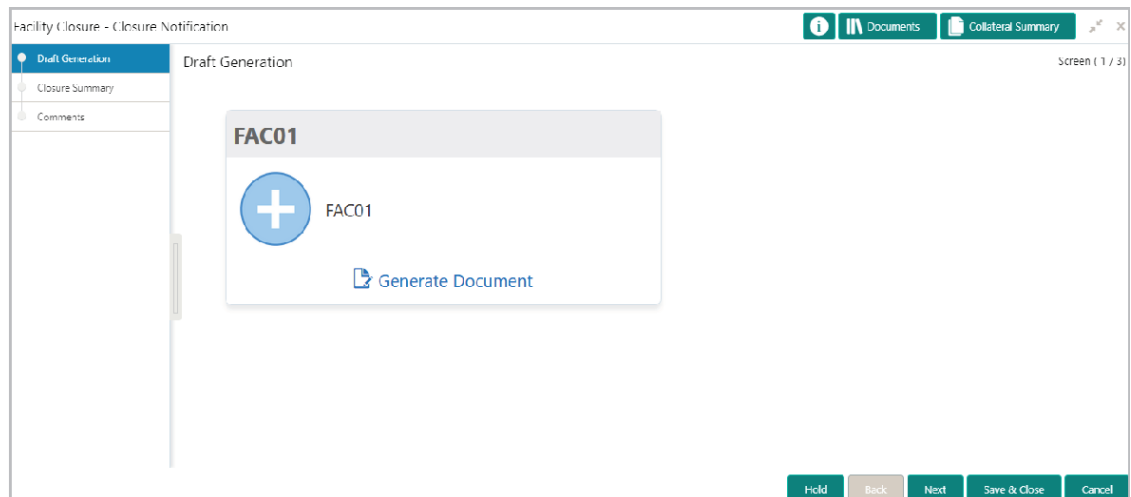 Facility Closure - Closure Notification
i Documents Collateral Summary
Draft Generation
Closure Summary
Comments
Draft Generation
Screen ( 1 / 3)
FAC01
FAC01
Generate Document
Hold Back Next Save & Close Cancel